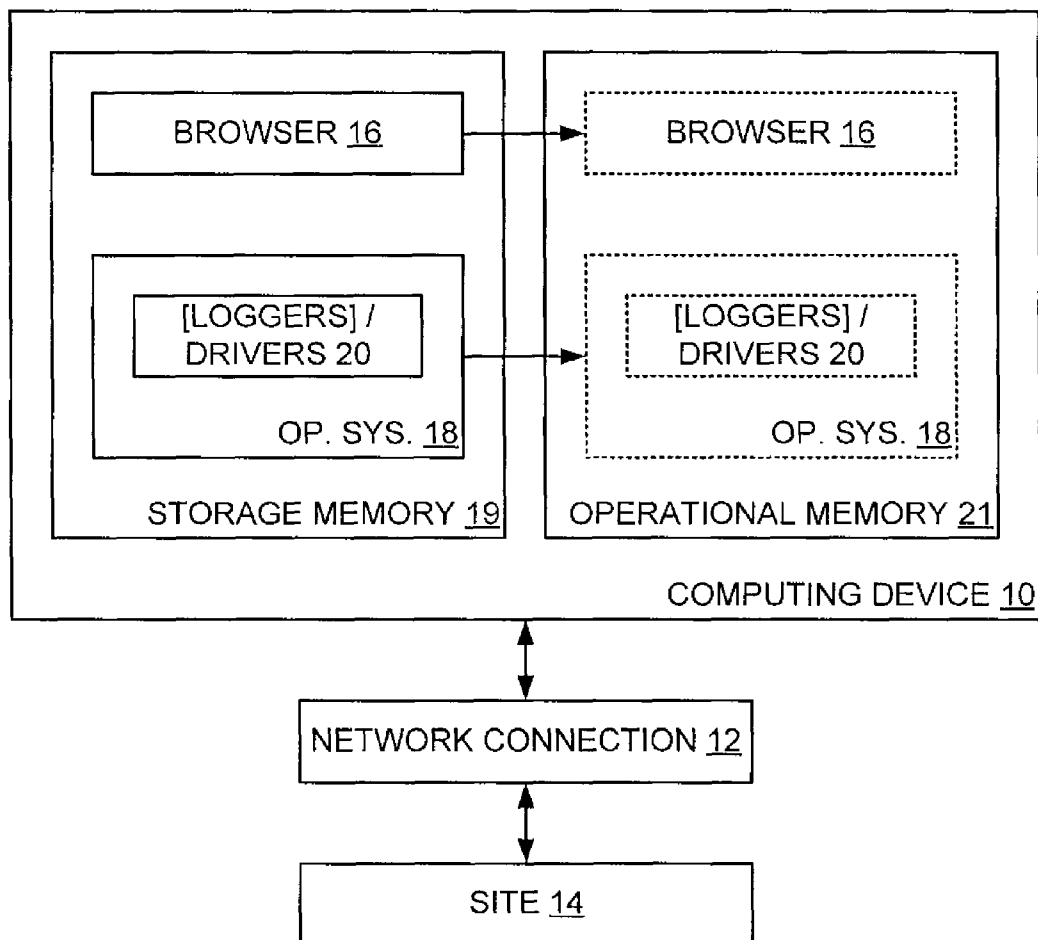 BROWSER 16
BROWSER 16
[LOGGERS] /
DRIVERS 20
[LOGGERS] /
DRIVERS 20
OP. SYS. 18
OP. SYS. 18
STORAGE MEMORY 19
OPERATIONAL MEMORY 21
COMPUTING DEVICE 10
NETWORK CONNECTION 12
SITE 14